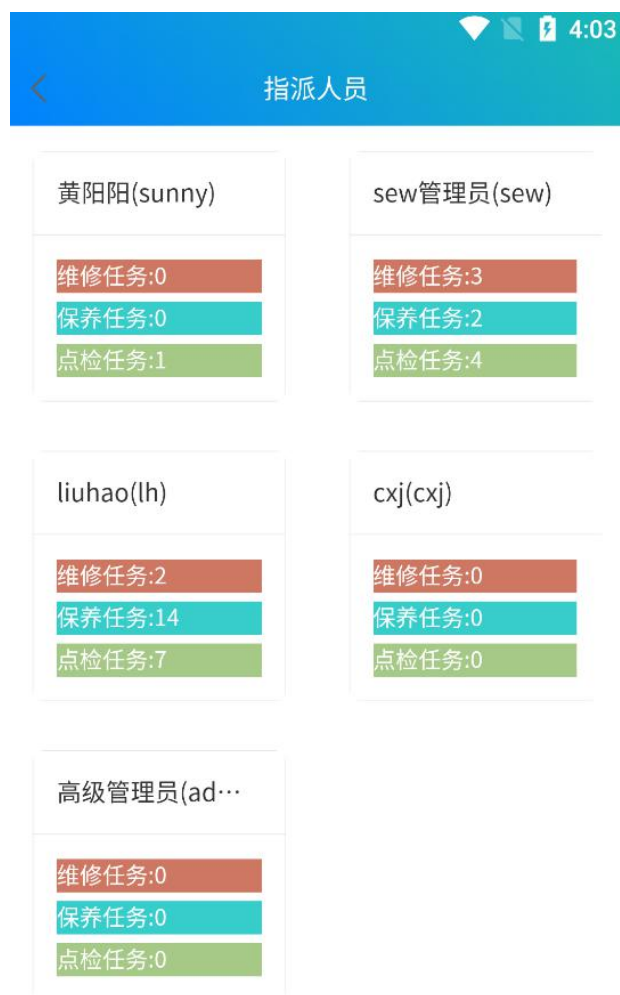 4:03
指派人员
黄阳阳(sunny)
维修任务:0
保养任务:0
点检任务:1
sew管理员(sew)
维修任务:3
保养任务:2
点检任务:4
liuhao(lh)
维修任务:2
保养任务:14
点检任务:7
cxj(cxj)
维修任务:0
保养任务:0
点检任务:0
高级管理员(ad…
维修任务:0
保养任务:0
点检任务:0